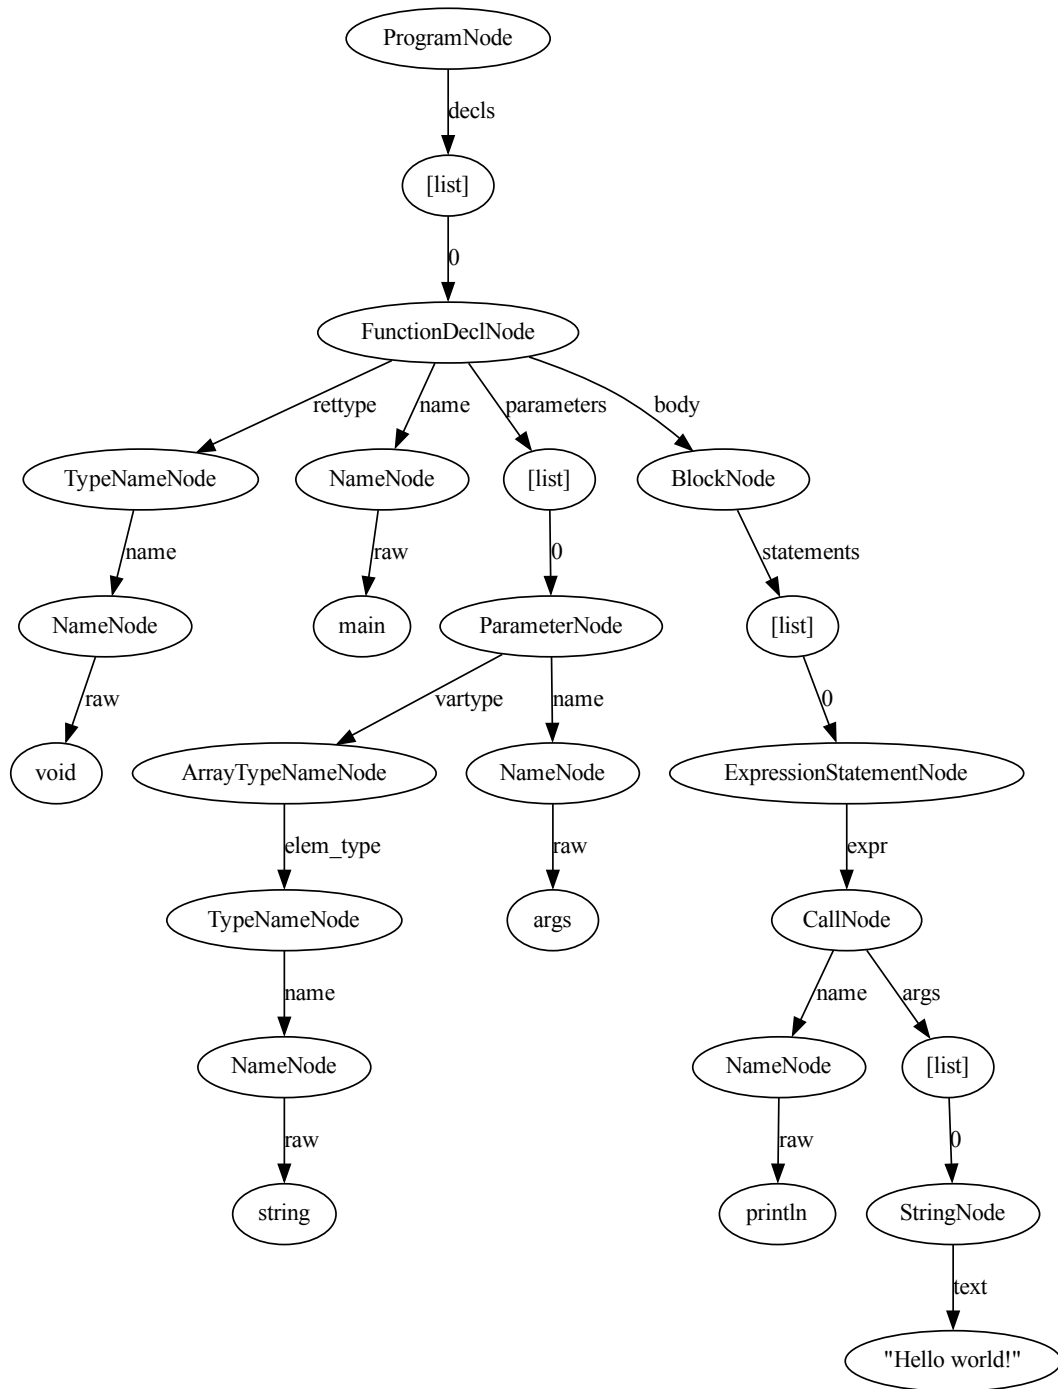 ProgramNode
decls
[list]
0
FunctionDeclNode
rettype
name
parameters
body
TypeNameNode
NameNode
[list]
BlockNode
name
raw
0
statements
NameNode
main
ParameterNode
[list]
raw
vartype
name
0
void
ArrayTypeNameNode
NameNode
ExpressionStatementNode
elem_type
raw
expr
TypeNameNode
args
CallNode
name
name
args
NameNode
NameNode
[list]
raw
raw
0
string
println
StringNode
text
"Hello world!"